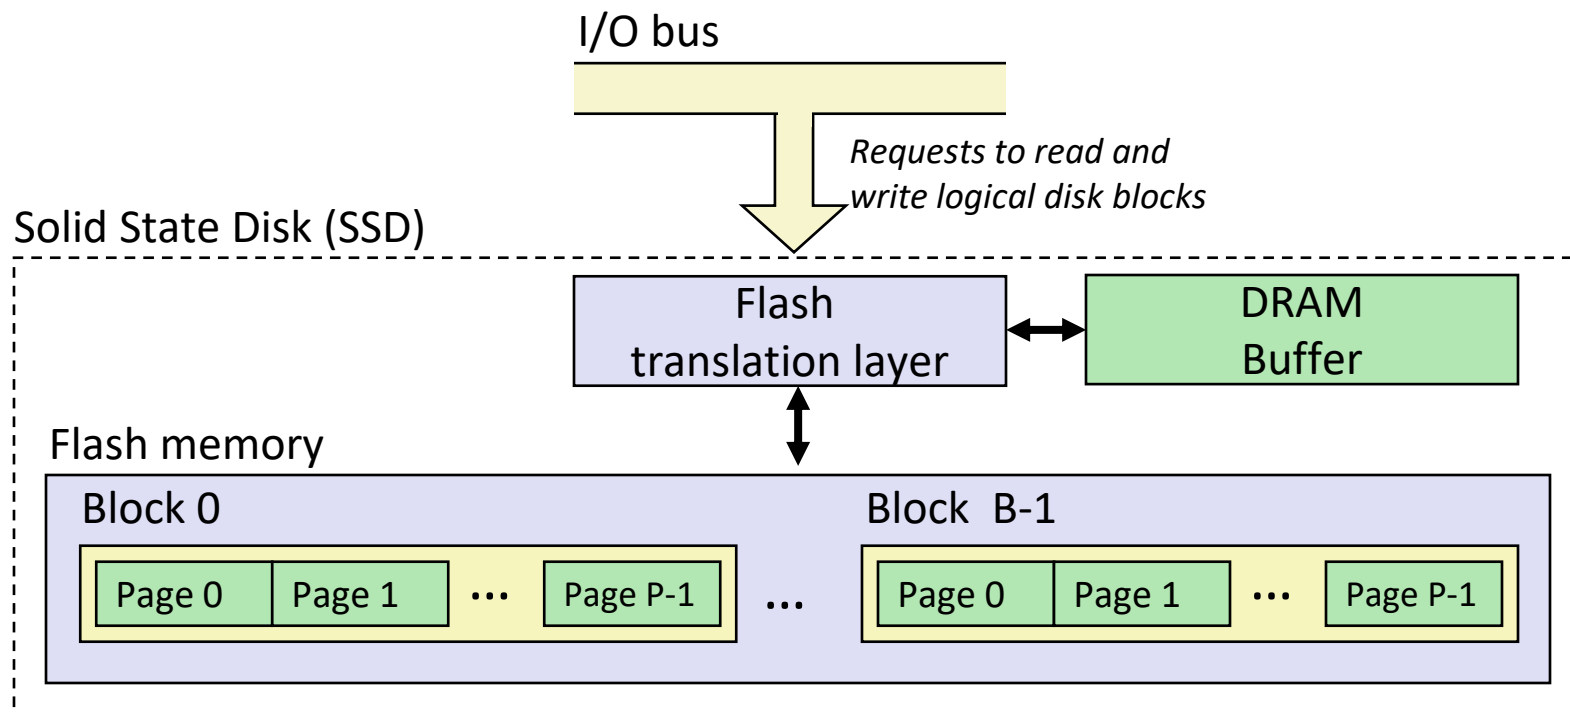 I/O bus
Requests to read and
write logical disk blocks
Solid State Disk (SSD)
Flash
translation layer
DRAM
Buffer
Flash memory
Block 0
Block B-1
Page 0
Page 1
...
Page P-1
...
Page 0
Page 1
...
Page P-1